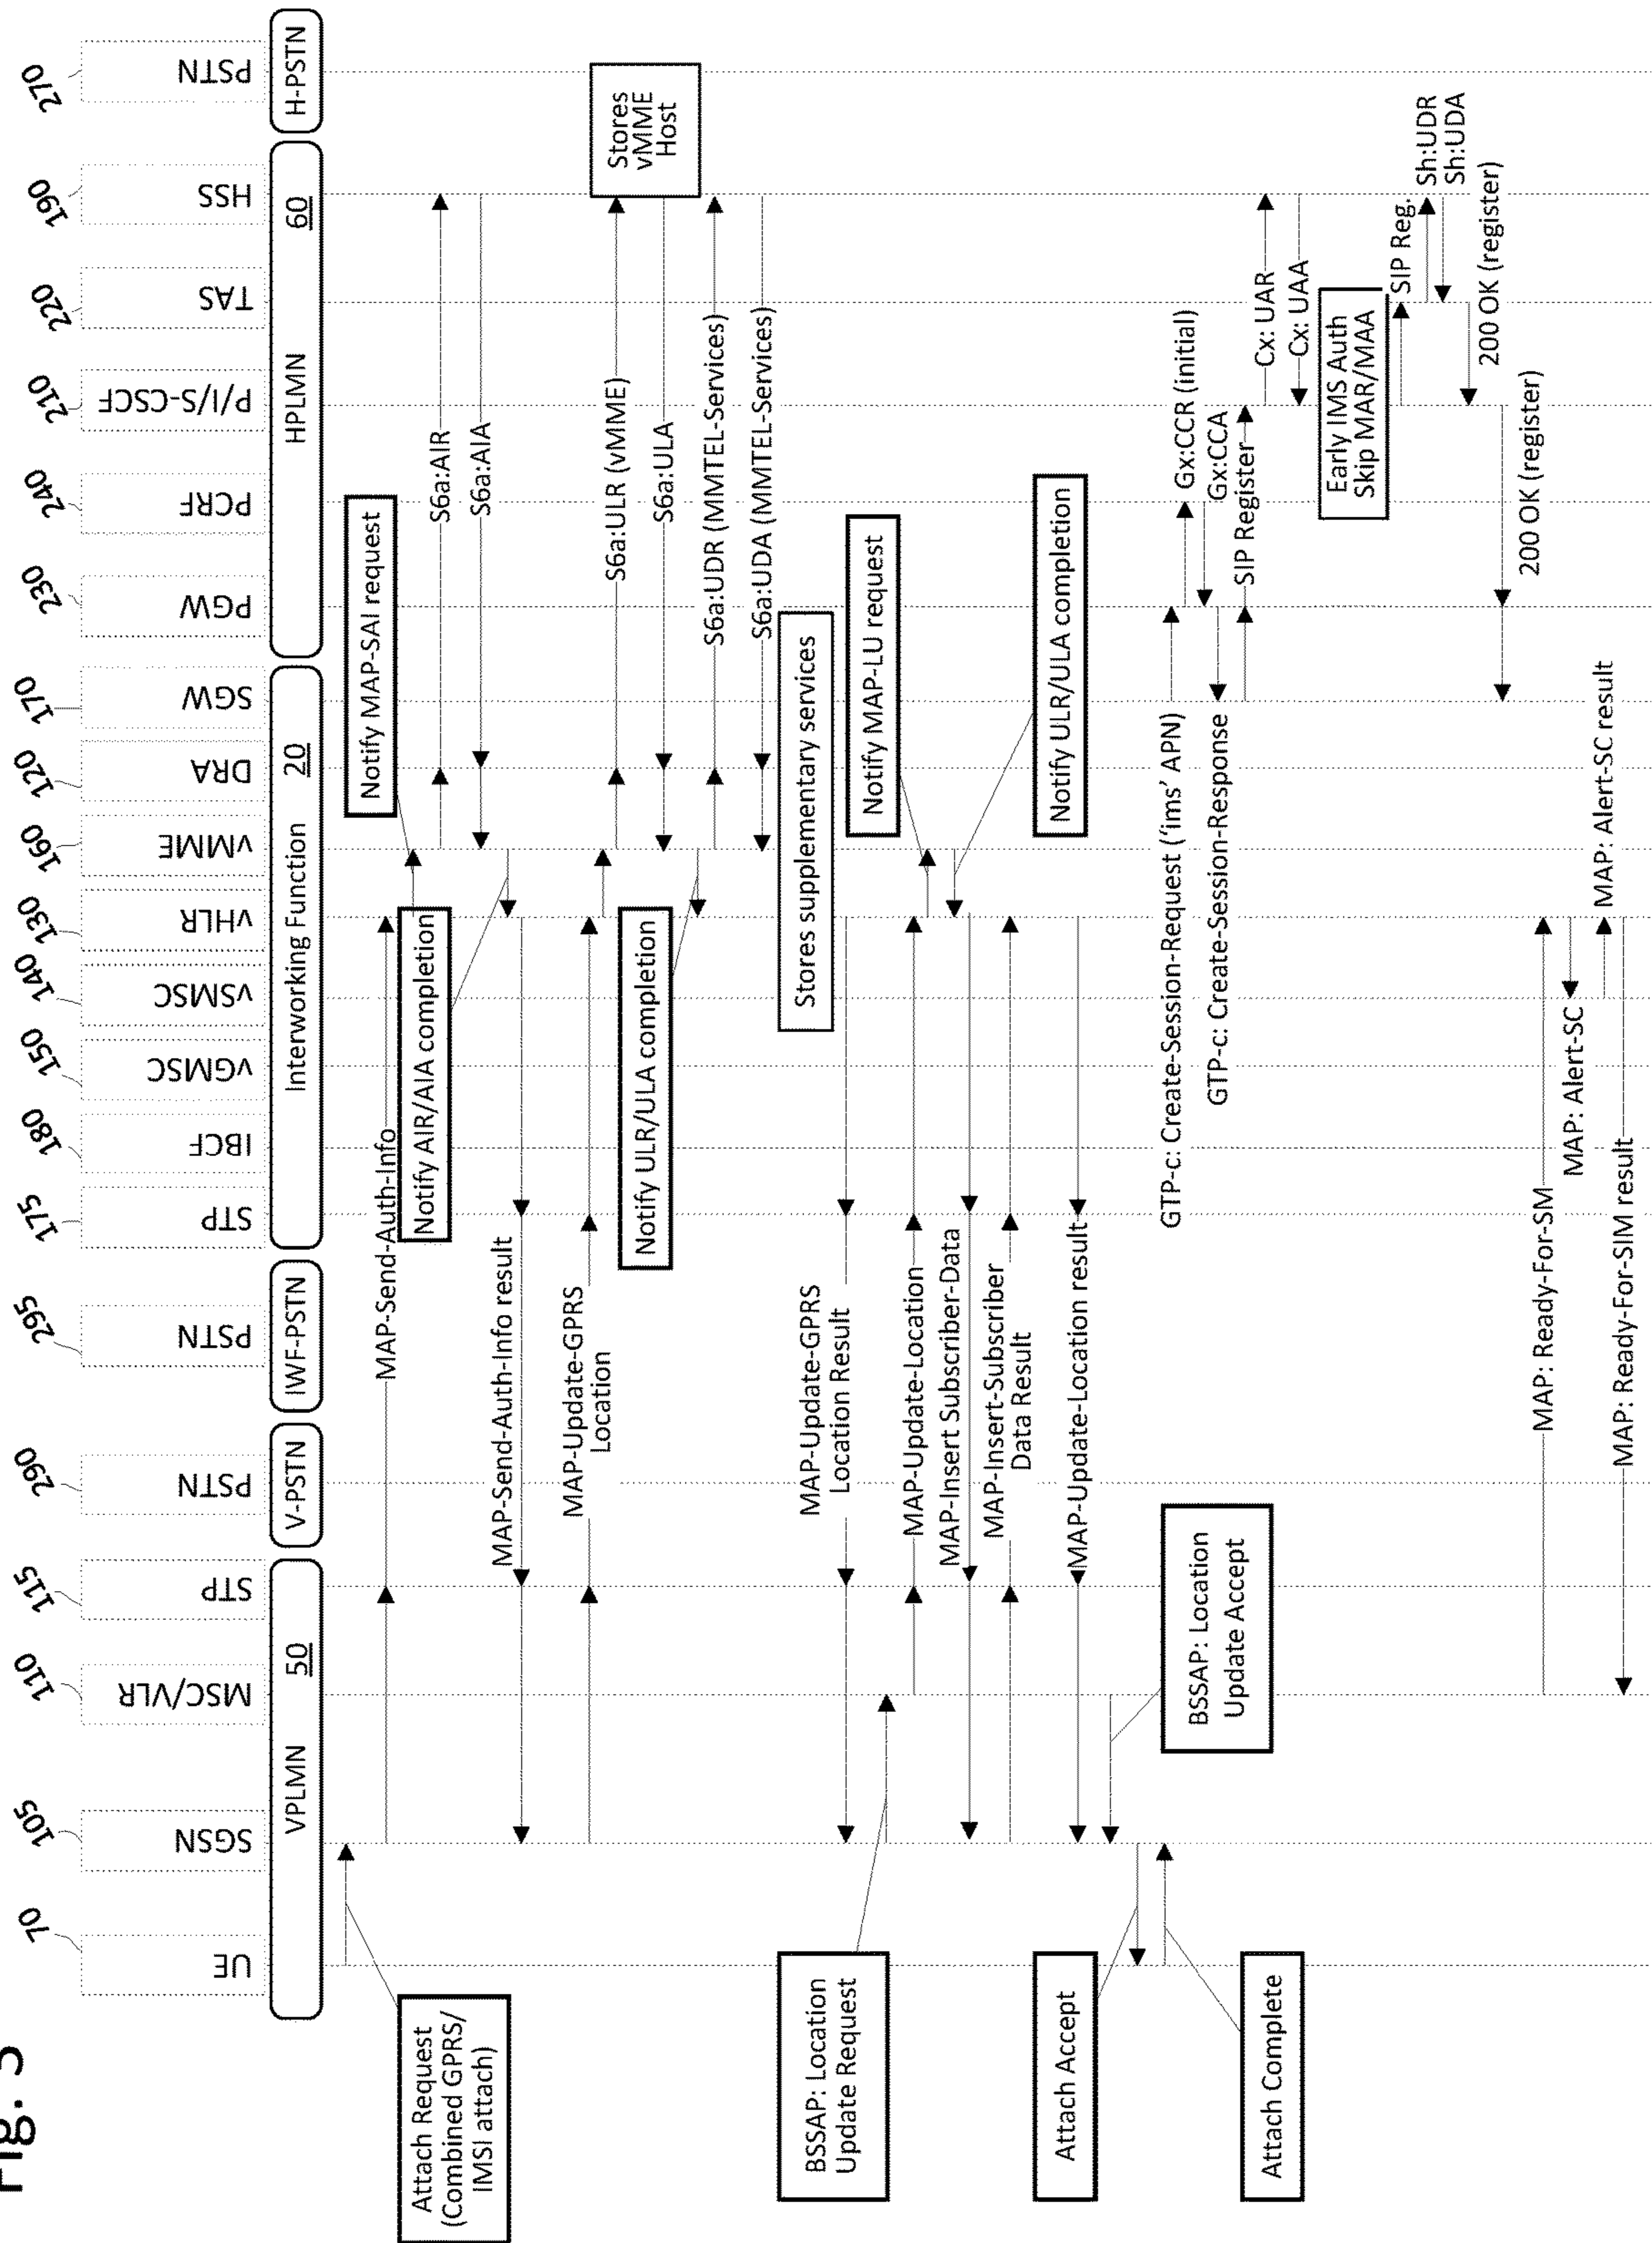 Fig.
70
105
110
115
290
295
175
180
150
140
130
160
120
170
230
240
210
220
190
270
UE
SGSN
MSC/VLR
STP
PSTN
PSTN
STP
IBCF
vGMSC
vSMSC
vHLR
vMME
DRA
SGW
PGW
PCRF
P/I/S-CSCF
TAS
HSS
PSTN
VPLMN 50
V-PSTN
IWF-PSTN
Interworking Function 20
HPLMN 60
H-PSTN
Attach Request
(Combined GPRS/
IMSI attach)
MAP-Send-Auth-Info
Notify MAP-SAI request
S6a:AIR
S6a:AIA
Notify AIR/AIA completion
MAP-Send-Auth-Info result
MAP-Update-GPRS
Location
S6a:ULR (vMME)
Stores
vMME
Host
S6a:ULA
Notify ULR/ULA completion
S6a:UDR (MMTEL-Services)
S6a:UDA (MMTEL-Services)
Stores supplementary services
MAP-Update-GPRS
Location Result
BSSAP: Location
Update Request
MAP-Update-Location
Notify MAP-LU request
MAP-Insert Subscriber-Data
Notify ULR/ULA completion
MAP-Insert-Subscriber
Data Result
MAP-Update-Location result
BSSAP: Location
Update Accept
Attach Accept
Attach Complete
GTP-c: Create-Session-Request ('ims' APN)
Gx:CCR (initial)
Gx:CCA
GTP-c: Create-Session-Response
SIP Register
Cx: UAR
Cx: UAA
Early IMS Auth
Skip MAR/MAA
SIP Reg.
Sh:UDR
Sh:UDA
200 OK (register)
200 OK (register)
MAP: Ready-For-SM
MAP: Alert-SC
MAP: Alert-SC result
MAP: Ready-For-SIM result